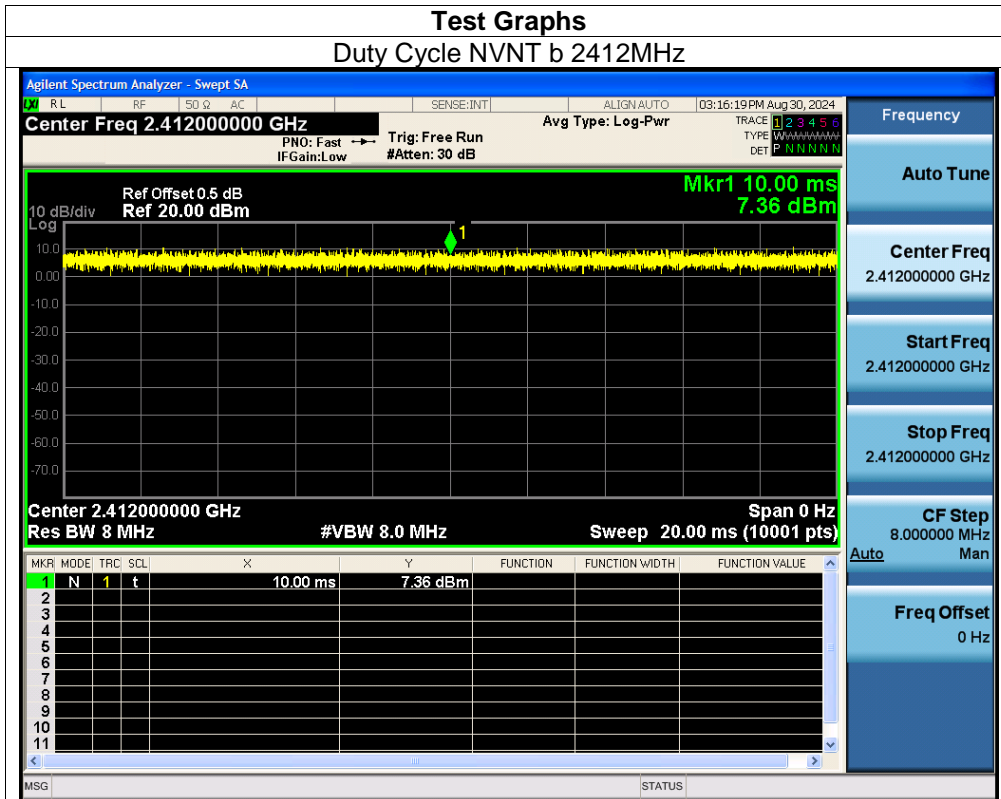 Test Graphs
Duty Cycle NVNT b 2412MHz
Agilent Spectrum Analyzer - Swept SA
LXI RL RF 50 Ω AC SENSE:INT ALIGN AUTO 03:16:19 PM Aug 30, 2024
Center Freq 2.412000000 GHz Avg Type: Log-Pwr TRACE 1 2 3 4 5 6
PNO: Fast Trig: Free Run TYPE WWWWWW
IFGain:Low #Atten: 30 dB DET P N N N N N
Frequency
Auto Tune
Center Freq
2.412000000 GHz
Start Freq
2.412000000 GHz
Stop Freq
2.412000000 GHz
CF Step
8.000000 MHz
Auto Man
Freq Offset
0 Hz
Mkr1 10.00 ms
7.36 dBm
Ref Offset 0.5 dB
10 dB/div Ref 20.00 dBm
Log
1
10.0
0.00
-10.0
-20.0
-30.0
-40.0
-50.0
-60.0
-70.0
Center 2.412000000 GHz Span 0 Hz
Res BW 8 MHz #VBW 8.0 MHz Sweep 20.00 ms (10001 pts)
MKR MODE TRC SCL X Y FUNCTION FUNCTION WIDTH FUNCTION VALUE
1 N 1 t 10.00 ms 7.36 dBm
2
3
4
5
6
7
8
9
10
11
MSG STATUS